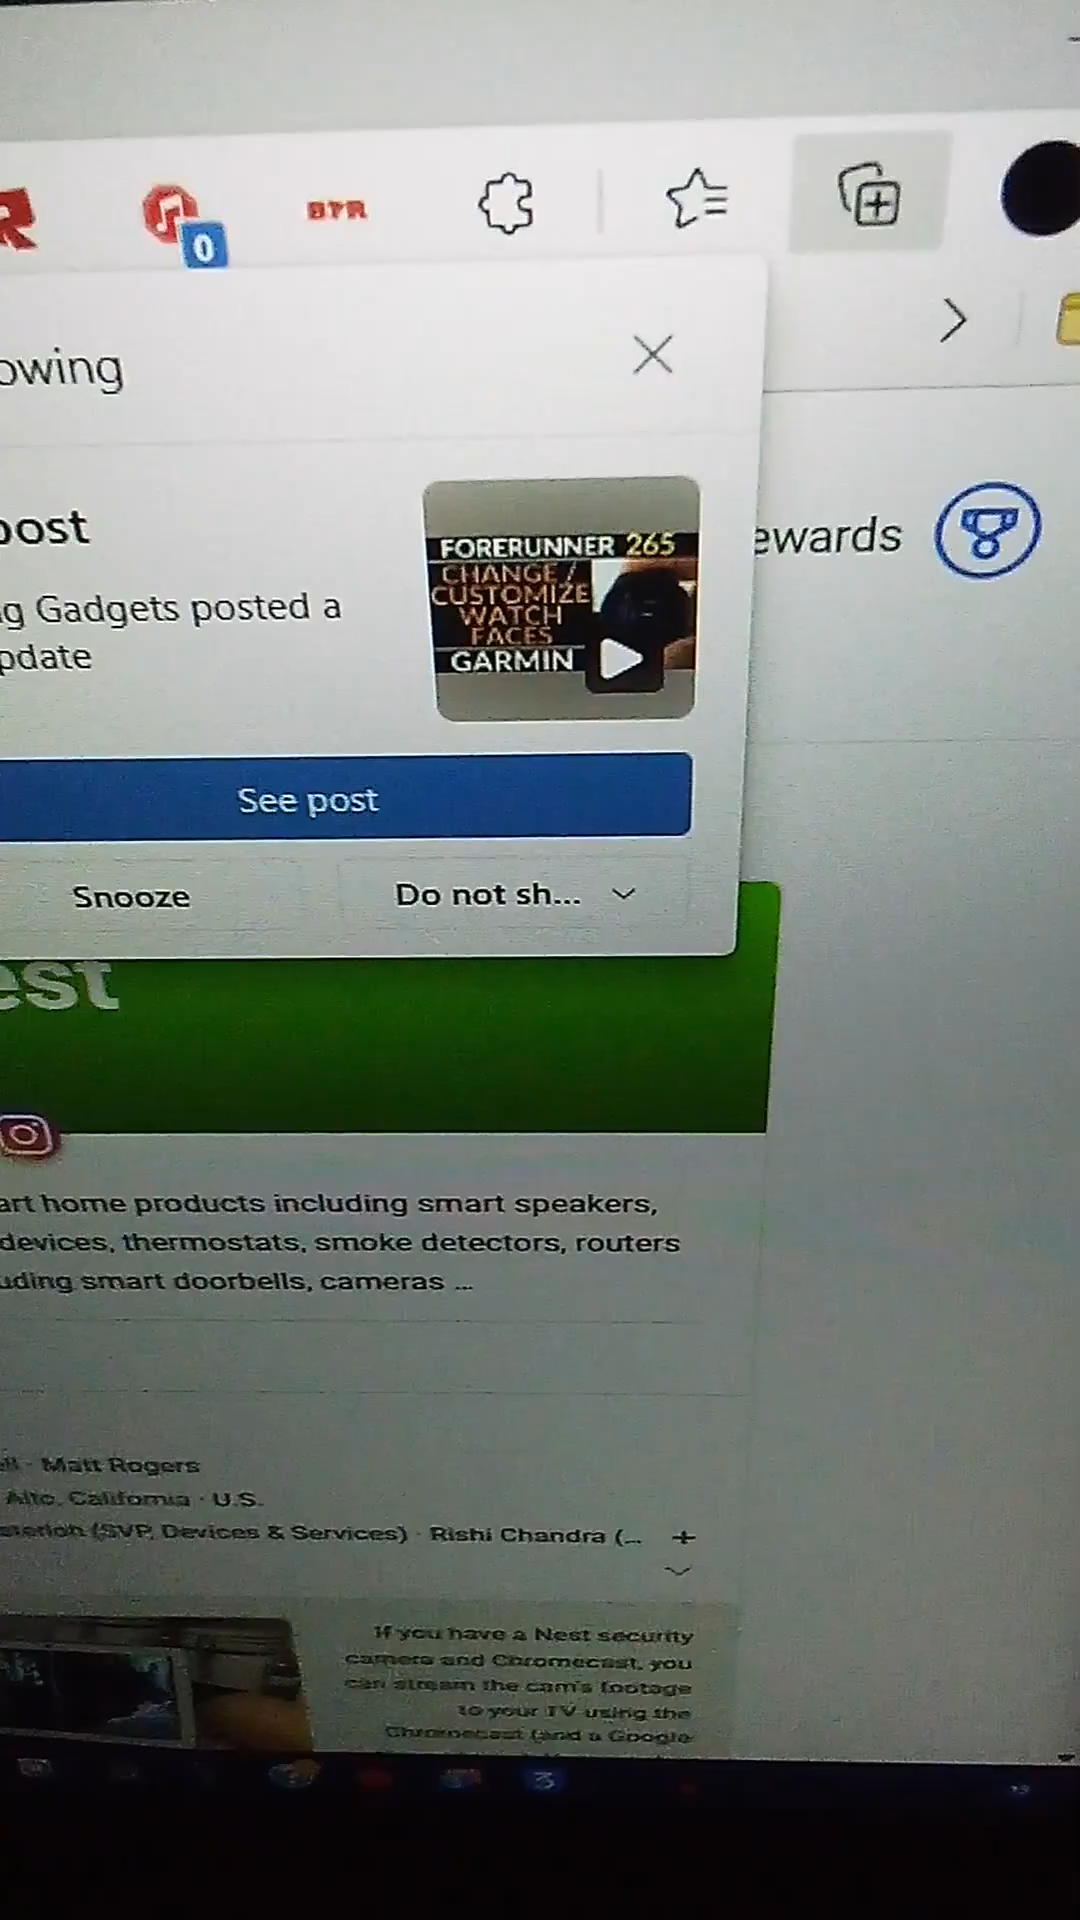 BTR
0
owing
post
g Gadgets posted a
pdate
FORERUNNER 265
CHANGE /
CUSTOMIZE
WATCH
FACES
GARMIN
ewards
See post
Snooze
Do not sh...
est
art home products including smart speakers,
devices, thermostats, smoke detectors, routers
uding smart doorbells, cameras ...
· Matt Rogers
Alto, California · U.S.
(SVP, Devices & Services) · Rishi Chandra (...
If you have a Nest security
camera and Chromecast, you
can stream the cam's footage
to your TV using the
Chromecast (and a Google